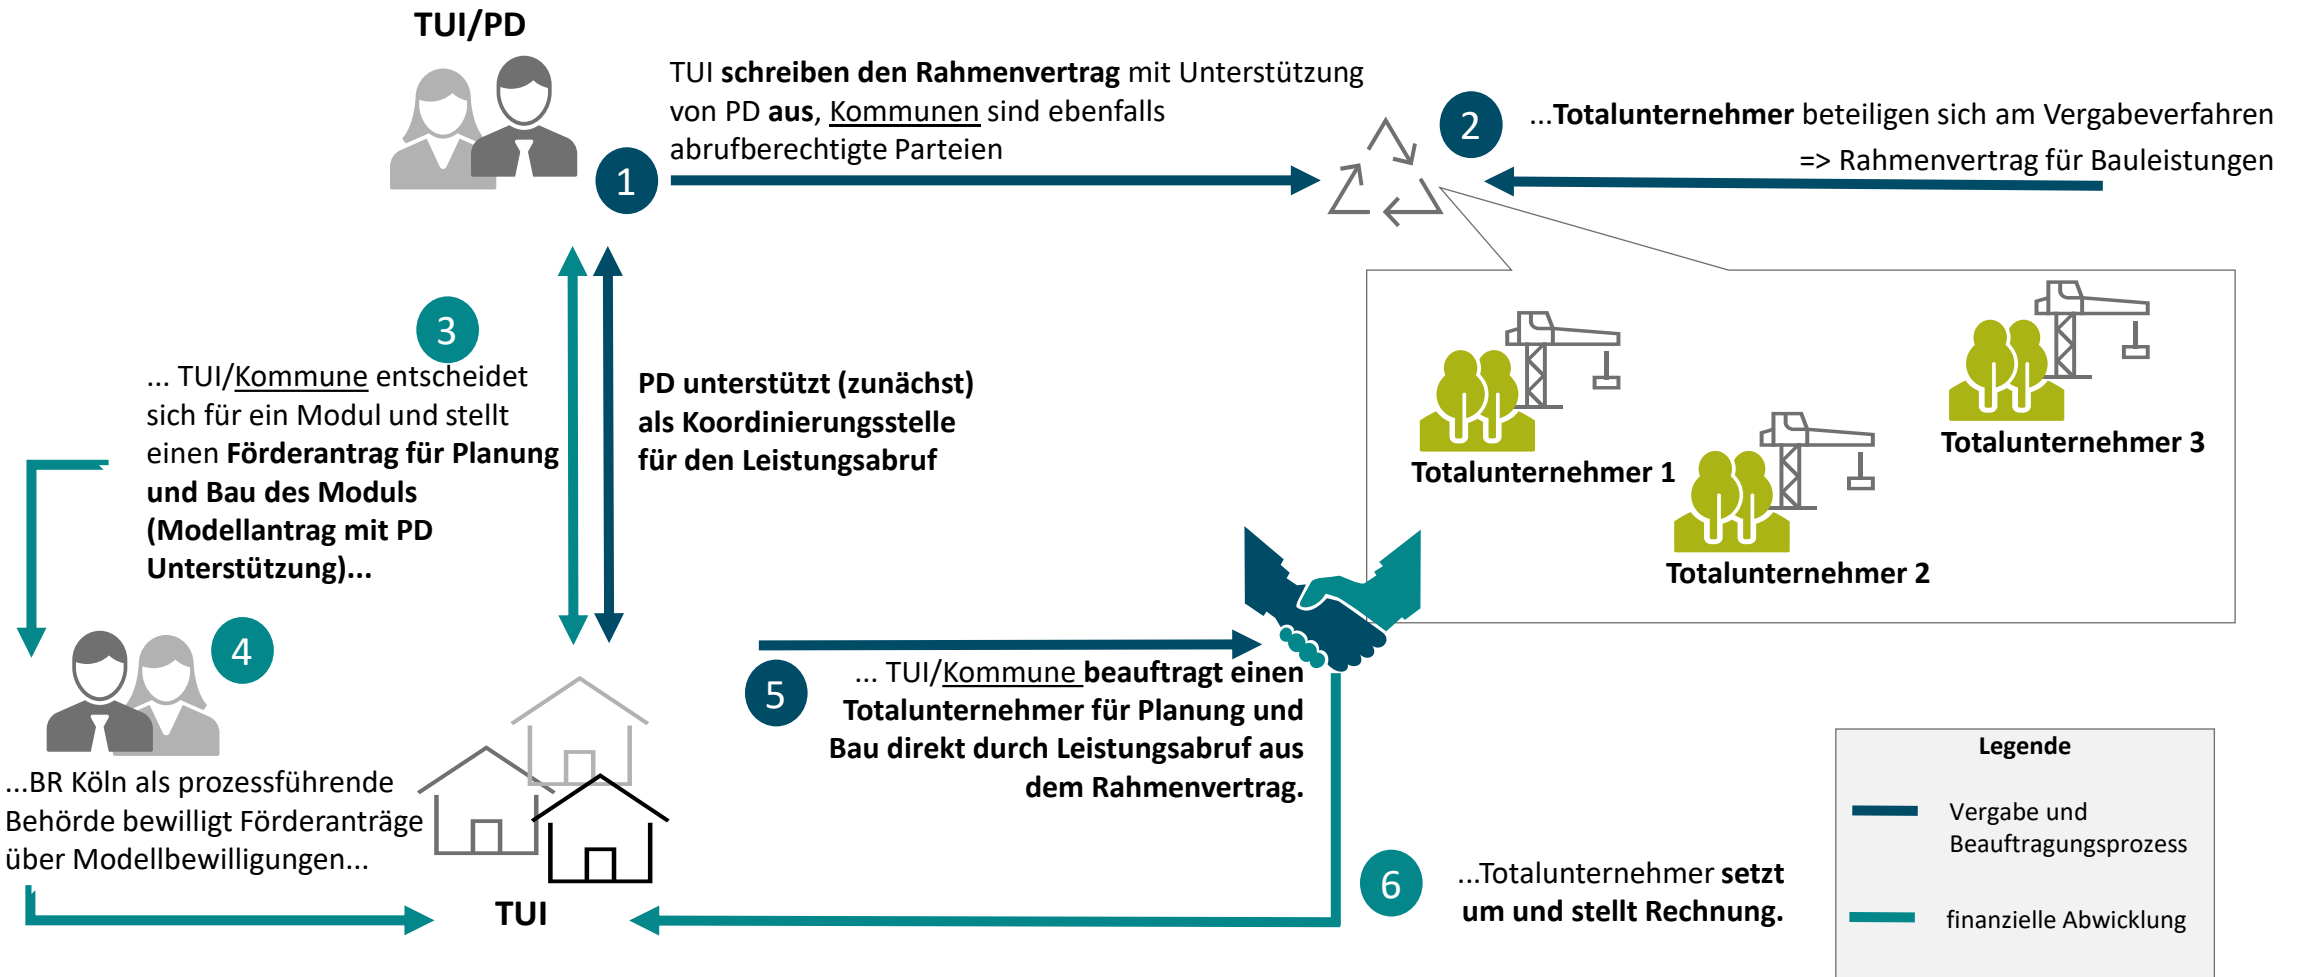 TUI/PD
TUI schreiben den Rahmenvertrag mit Unterstützung
von PD aus, Kommunen sind ebenfalls
abrufberechtigte Parteien
1
2
...Totalunternehmer beteiligen sich am Vergabeverfahren
=> Rahmenvertrag für Bauleistungen
3
... TUI/Kommune entscheidet
sich für ein Modul und stellt
einen Förderantrag für Planung
und Bau des Moduls
(Modellantrag mit PD
Unterstützung)...
PD unterstützt (zunächst)
als Koordinierungsstelle
für den Leistungsabruf
Totalunternehmer 1
Totalunternehmer 2
Totalunternehmer 3
4
...BR Köln als prozessführende
Behörde bewilligt Förderanträge
über Modellbewilligungen...
TUI
5
... TUI/Kommune beauftragt einen
Totalunternehmer für Planung und
Bau direkt durch Leistungsabruf aus
dem Rahmenvertrag.
6
...Totalunternehmer setzt
um und stellt Rechnung.
Legende
Vergabe und
Beauftragungsprozess
finanzielle Abwicklung